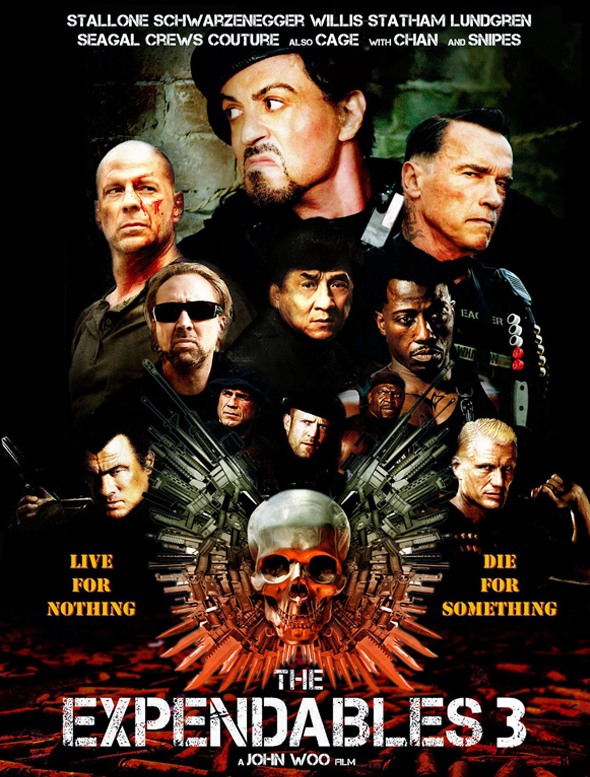 STALLONE SCHWARZENEGGER WILLIS STATHAM LUNDGREN
SEAGAL CREWS COUTURE ALSO CAGE WITH CHAN AND SNIPES
LIVE
FOR
NOTHING
DIE
FOR
SOMETHING
THE
EXPENDABLES 3
A JOHN WOO FILM